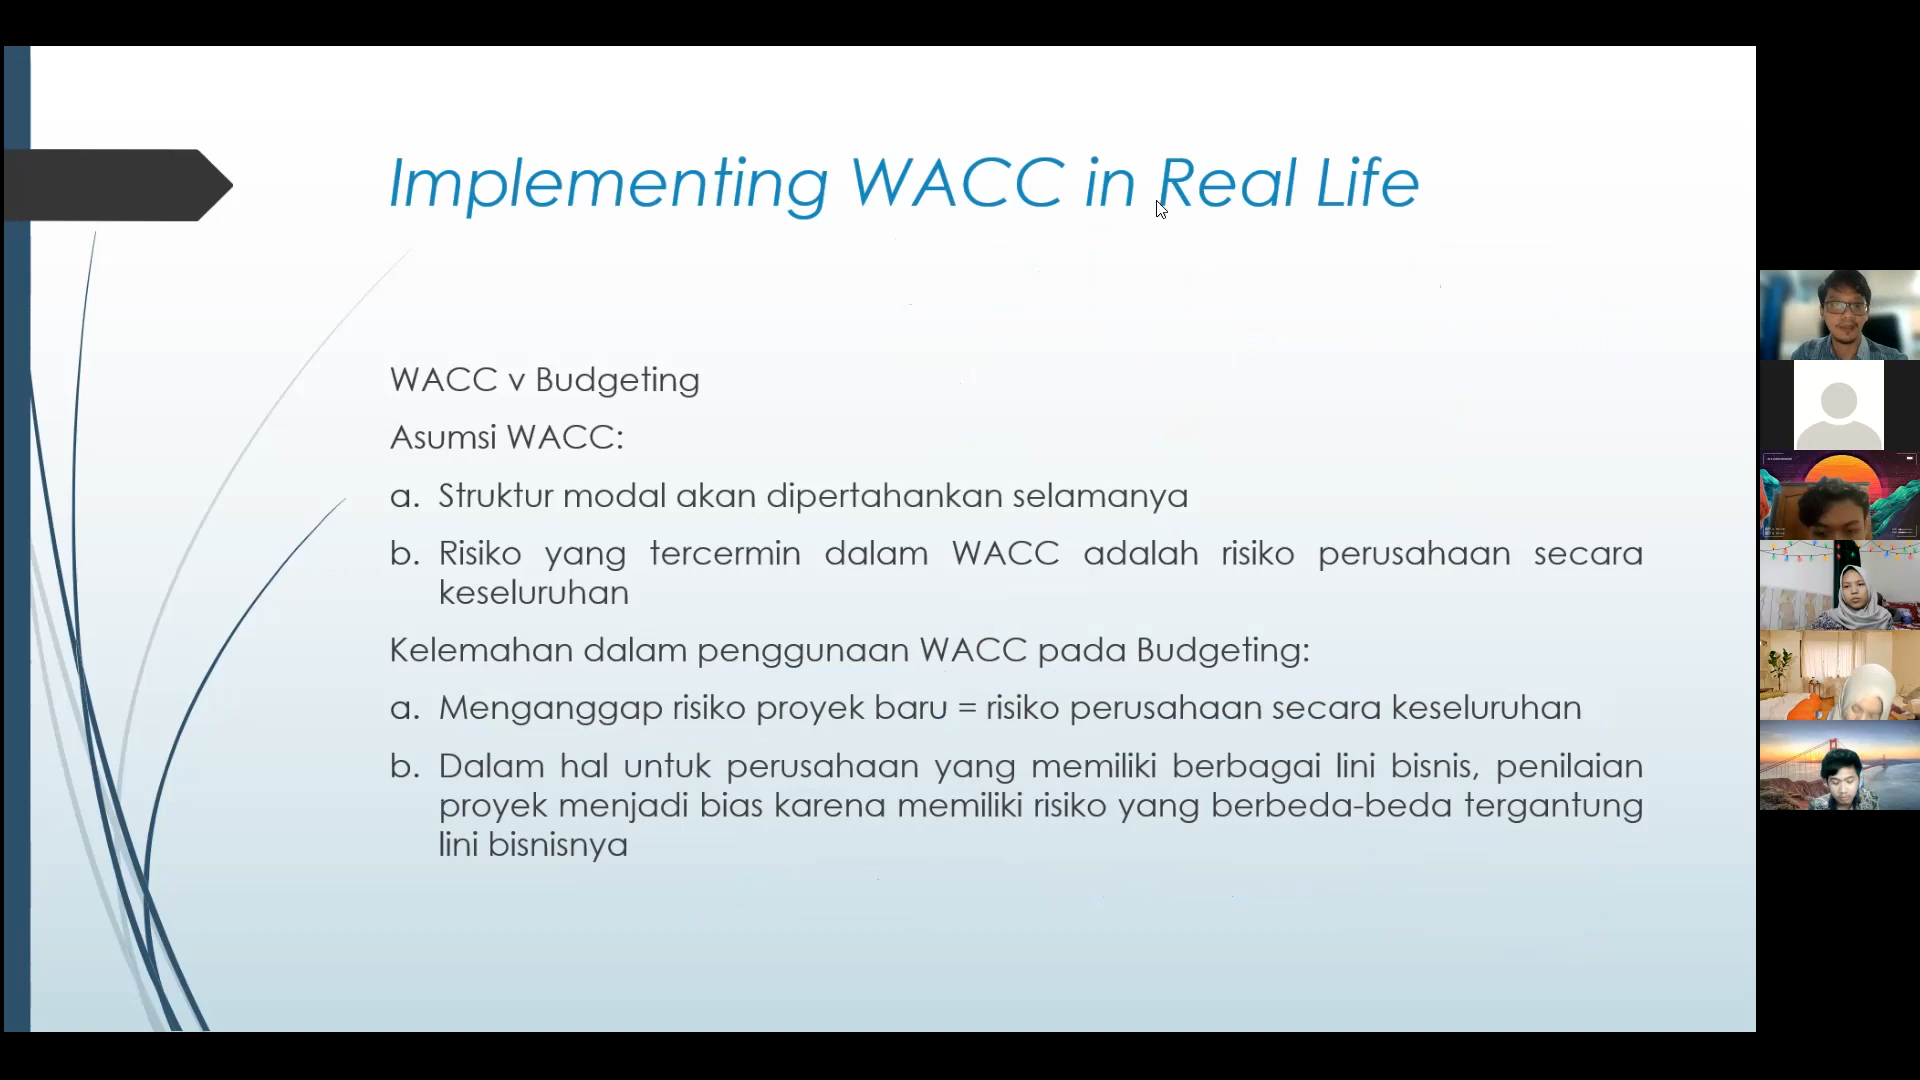 Implementing WACC in Real Life
WACC v Budgeting
Asumsi WACC:
a. Struktur modal akan dipertahankan selamanya
b. Risiko yang tercermin dalam WACC adalah risiko perusahaan secara
keseluruhan
Kelemahan dalam penggunaan WACC pada Budgeting:
a. Menganggap risiko proyek baru = risiko perusahaan secara keseluruhan
b. Dalam hal untuk perusahaan yang memiliki berbagai lini bisnis, penilaian
proyek menjadi bias karena memiliki risiko yang berbeda-beda tergantung
lini bisnisnya